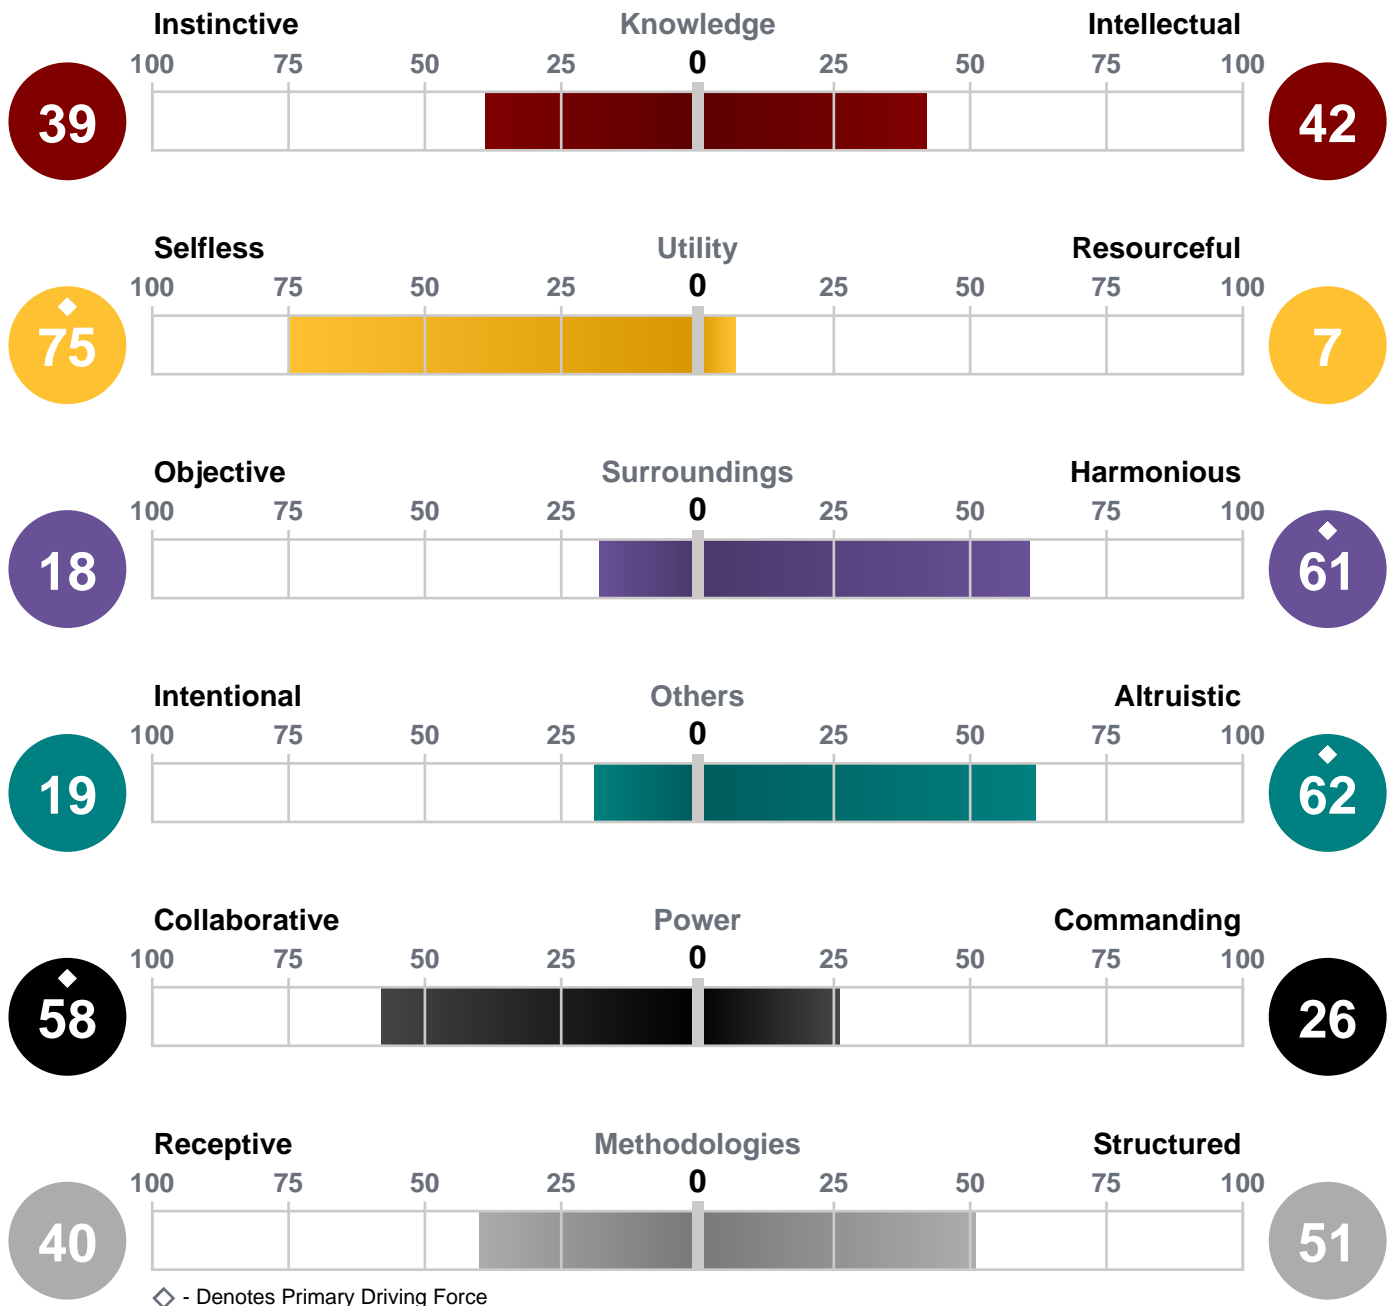 Instinctive Knowledge Intellectual
100 75 50 25 0 25 50 75 100
39 42
Selfless Utility Resourceful
100 75 50 25 0 25 50 75 100
75 7
Objective Surroundings Harmonious
100 75 50 25 0 25 50 75 100
18 61
Intentional Others Altruistic
100 75 50 25 0 25 50 75 100
19 62
Collaborative Power Commanding
100 75 50 25 0 25 50 75 100
58 26
Receptive Methodologies Structured
100 75 50 25 0 25 50 75 100
40 51
- Denotes Primary Driving Force